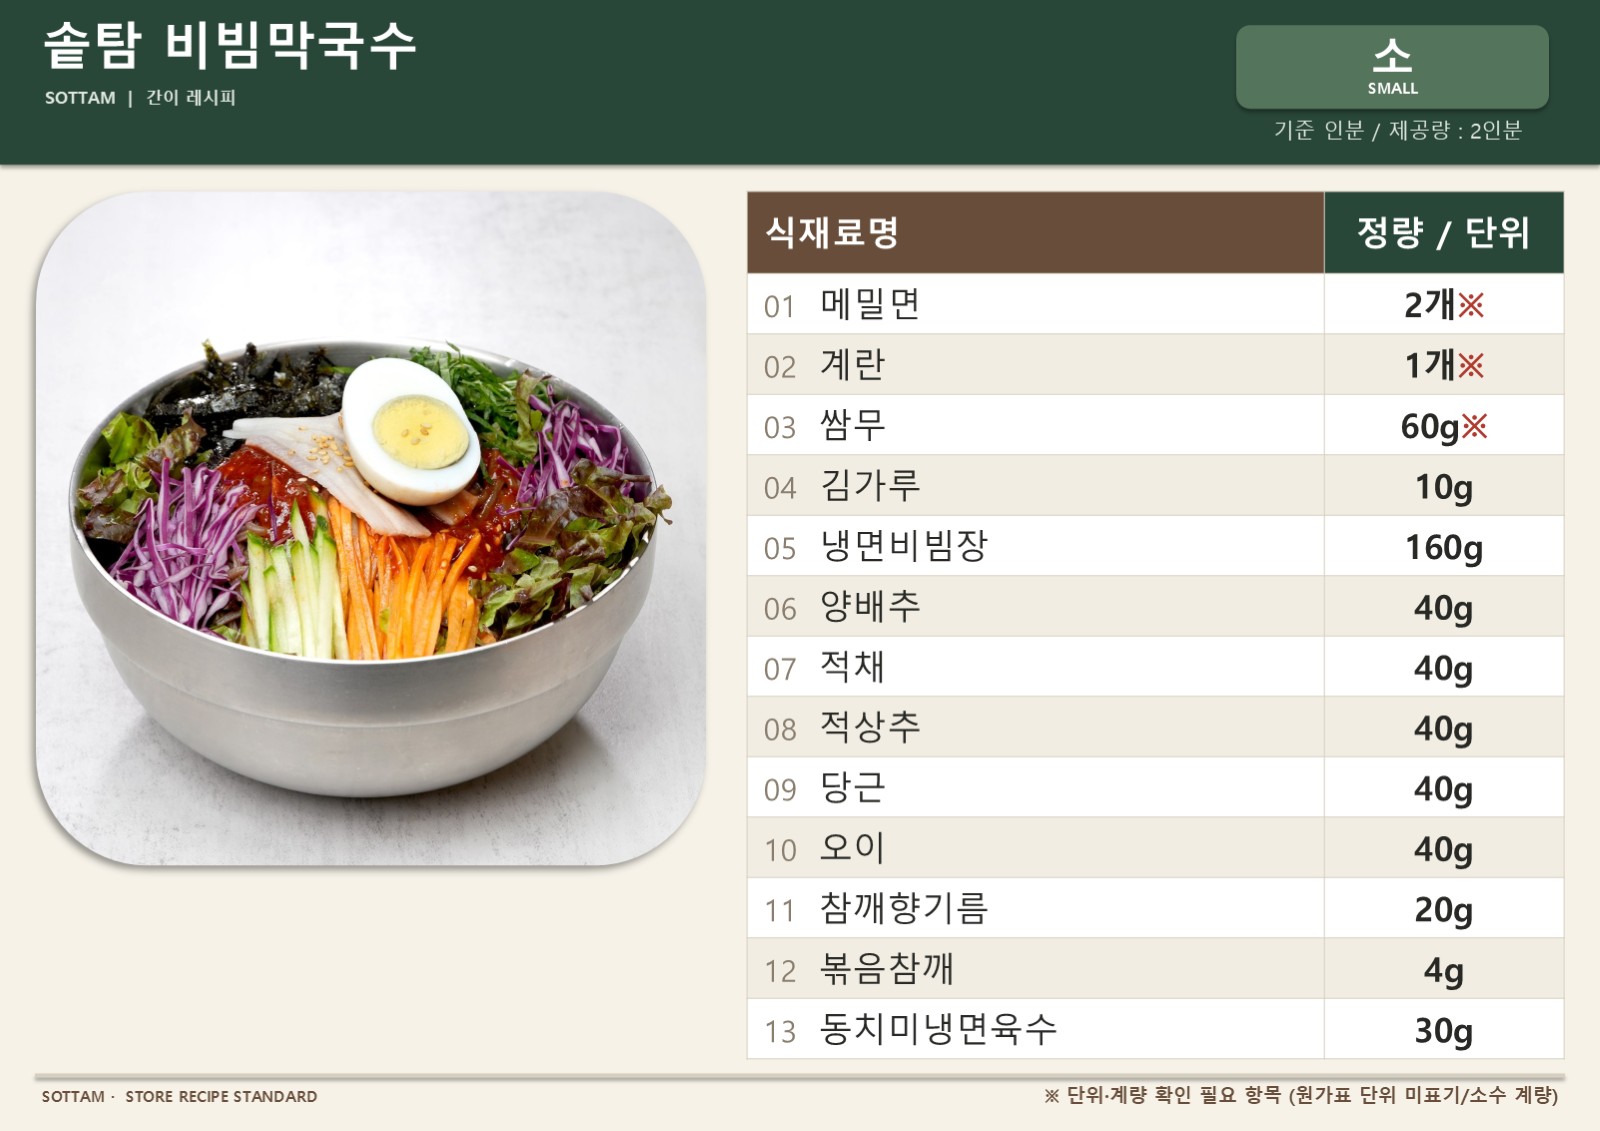 솥탐 비빔막국수
SOTTAM | 간이 레시피
소
SMALL
기준 인분 / 제공량 : 2인분
식재료명 정량 / 단위
01 메밀면 2개※
02 계란 1개※
03 쌈무 60g※
04 김가루 10g
05 냉면비빔장 160g
06 양배추 40g
07 적채 40g
08 적상추 40g
09 당근 40g
10 오이 40g
11 참깨향기름 20g
12 볶음참깨 4g
13 동치미냉면육수 30g
SOTTAM · STORE RECIPE STANDARD
※ 단위·계량 확인 필요 항목 (원가표 단위 미표기/소수 계량)